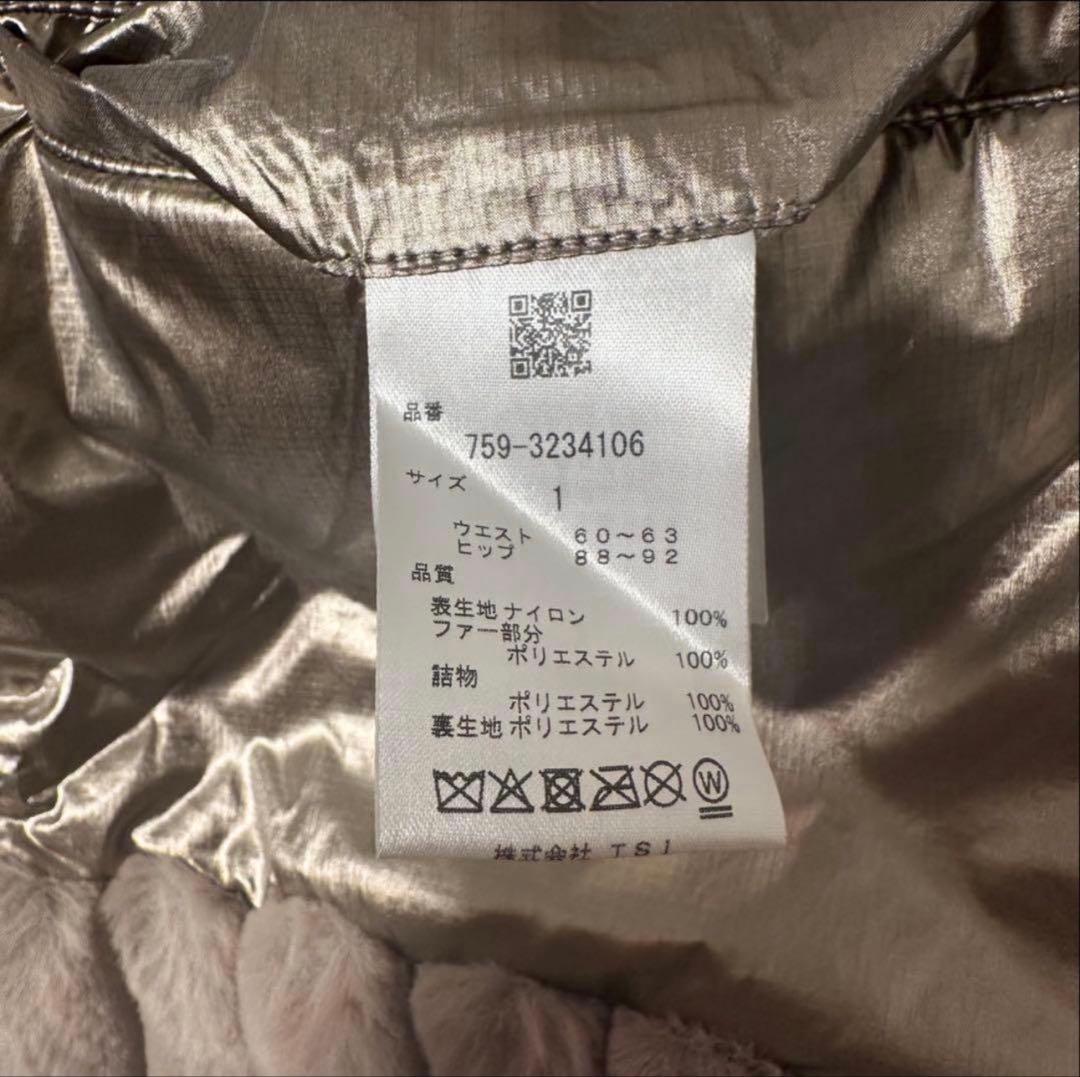 品番
759-3234106
サイズ
1
ウエスト 60～63
ヒップ 88～92
品質
表生地 ナイロン 100%
ファー部分
ポリエステル 100%
詰物
ポリエステル 100%
裏生地 ポリエステル 100%
W
株式会社 TSI